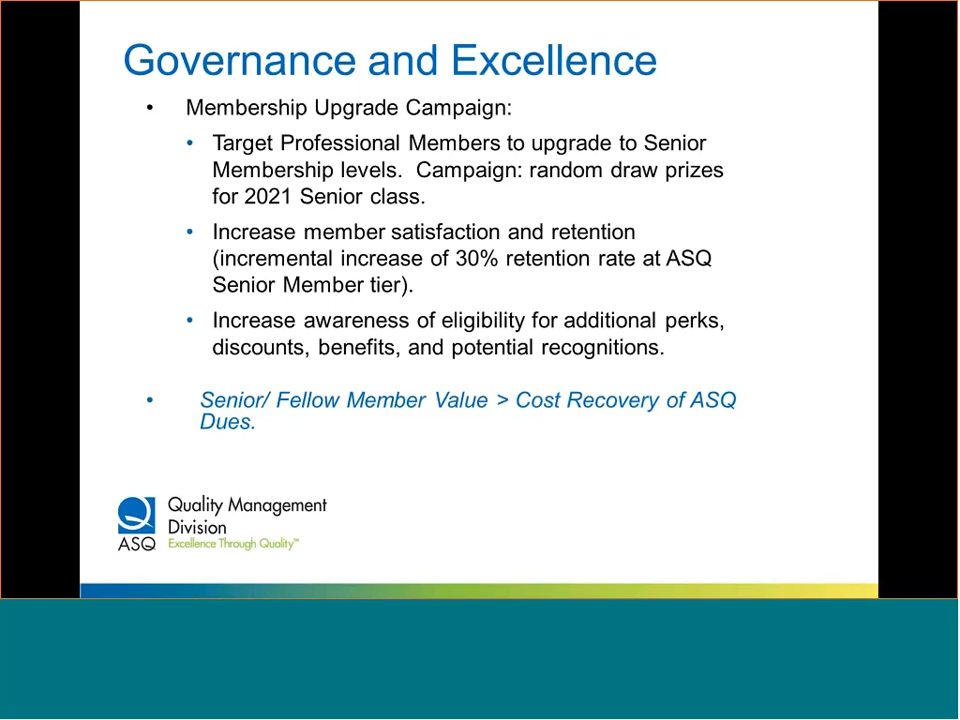 Governance and Excellence
• Membership Upgrade Campaign:
• Target Professional Members to upgrade to Senior
Membership levels.  Campaign: random draw prizes
for 2021 Senior class.
• Increase member satisfaction and retention
(incremental increase of 30% retention rate at ASQ
Senior Member tier).
• Increase awareness of eligibility for additional perks,
discounts, benefits, and potential recognitions.
• Senior/ Fellow Member Value > Cost Recovery of ASQ
Dues.
Quality Management
Division
ASQ Excellence Through Quality™